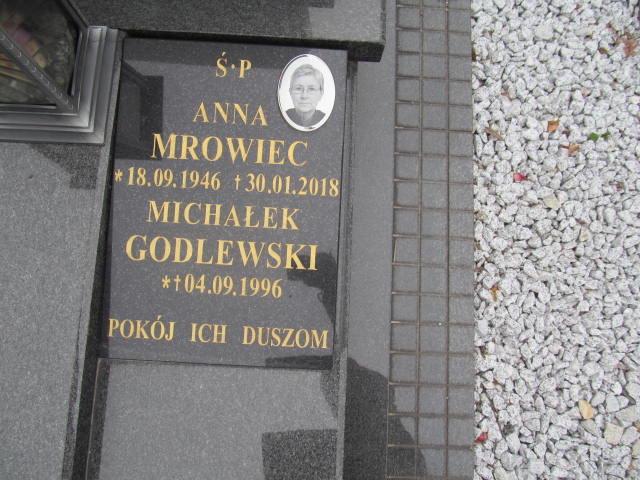 Ś·P
ANNA
MROWIEC
*18.09.1946 †30.01.2018
MICHAŁEK
GODLEWSKI
*†04.09.1996
POKÓJ ICH DUSZOM